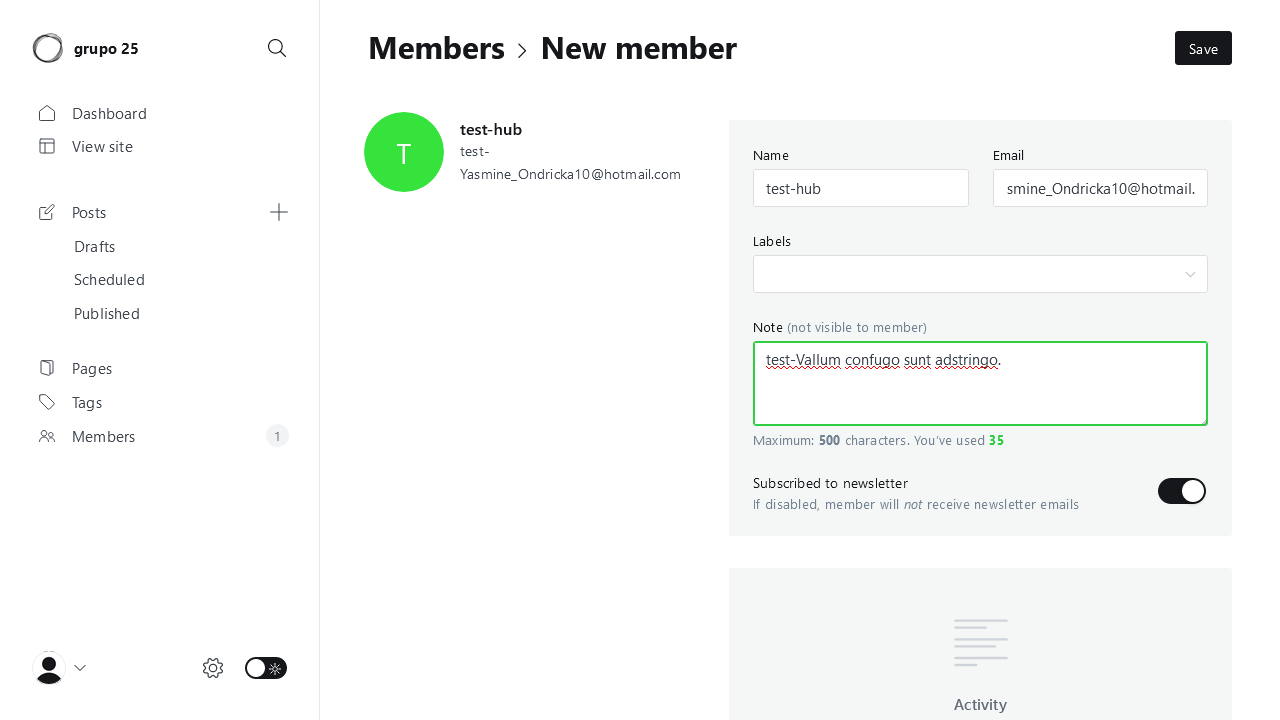 grupo 25
Dashboard
View site
Posts
Drafts
Scheduled
Published
Pages
Tags
Members
1
Members
New member
Save
T
test-hub
test-
Yasmine_Ondricka10@hotmail.com
Name
Email
test-hub
smine_Ondricka10@hotmail.
Labels
Note (not visible to member)
test-Vallum confugo sunt adstringo.
Maximum: 500 characters. You've used 35
Subscribed to newsletter
If disabled, member will not receive newsletter emails
Activity